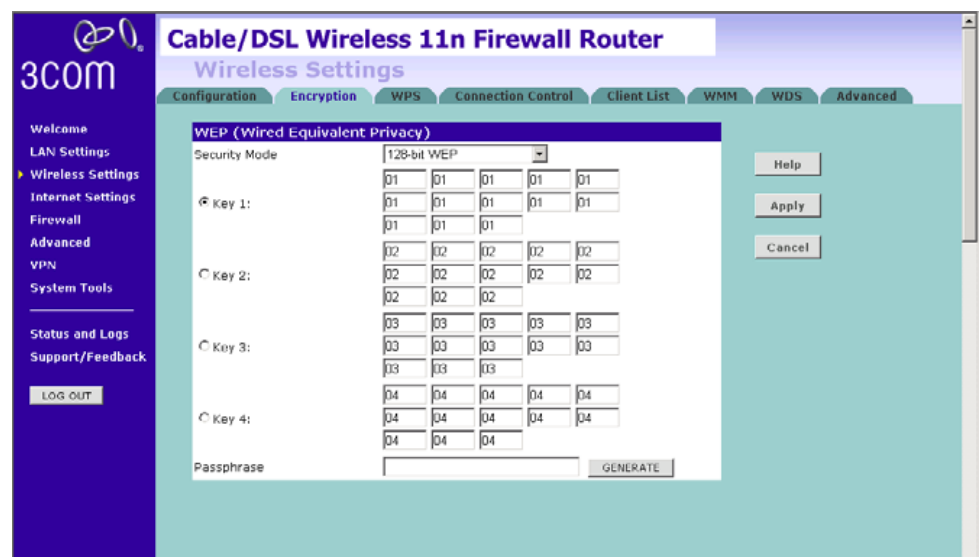 3COM
Cable/DSL Wireless 11n Firewall Router
Wireless Settings
Configuration Encryption WPS Connection Control Client List WMM WDS Advanced
Welcome
LAN Settings
Wireless Settings
Internet Settings
Firewall
Advanced
VPN
System Tools
Status and Logs
Support/Feedback
LOG OUT
WEP (Wired Equivalent Privacy)
Security Mode 128-bit WEP
01 01 01 01 01
Key 1: 01 01 01 01 01
01 01 01
02 02 02 02 02
Key 2: 02 02 02 02 02
02 02 02
03 03 03 03 03
Key 3: 03 03 03 03 03
03 03 03
04 04 04 04 04
Key 4: 04 04 04 04 04
04 04 04
Passphrase GENERATE
Help
Apply
Cancel